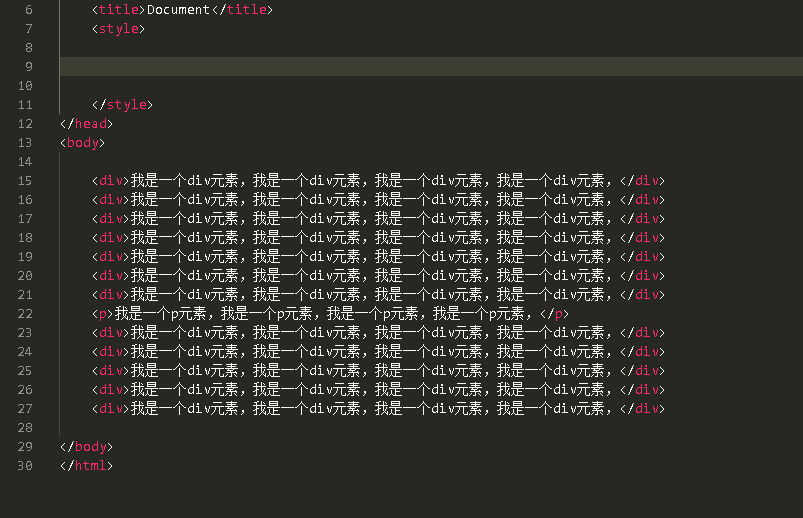 6 <title>Document</title>
7 <style>
8
9
10
11 </style>
12 </head>
13 <body>
14
15 <div>我是一个div元素，我是一个div元素，我是一个div元素，我是一个div元素，</div>
16 <div>我是一个div元素，我是一个div元素，我是一个div元素，我是一个div元素，</div>
17 <div>我是一个div元素，我是一个div元素，我是一个div元素，我是一个div元素，</div>
18 <div>我是一个div元素，我是一个div元素，我是一个div元素，我是一个div元素，</div>
19 <div>我是一个div元素，我是一个div元素，我是一个div元素，我是一个div元素，</div>
20 <div>我是一个div元素，我是一个div元素，我是一个div元素，我是一个div元素，</div>
21 <div>我是一个div元素，我是一个div元素，我是一个div元素，我是一个div元素，</div>
22 <p>我是一个p元素，我是一个p元素，我是一个p元素，我是一个p元素，</p>
23 <div>我是一个div元素，我是一个div元素，我是一个div元素，我是一个div元素，</div>
24 <div>我是一个div元素，我是一个div元素，我是一个div元素，我是一个div元素，</div>
25 <div>我是一个div元素，我是一个div元素，我是一个div元素，我是一个div元素，</div>
26 <div>我是一个div元素，我是一个div元素，我是一个div元素，我是一个div元素，</div>
27 <div>我是一个div元素，我是一个div元素，我是一个div元素，我是一个div元素，</div>
28
29 </body>
30 </html>